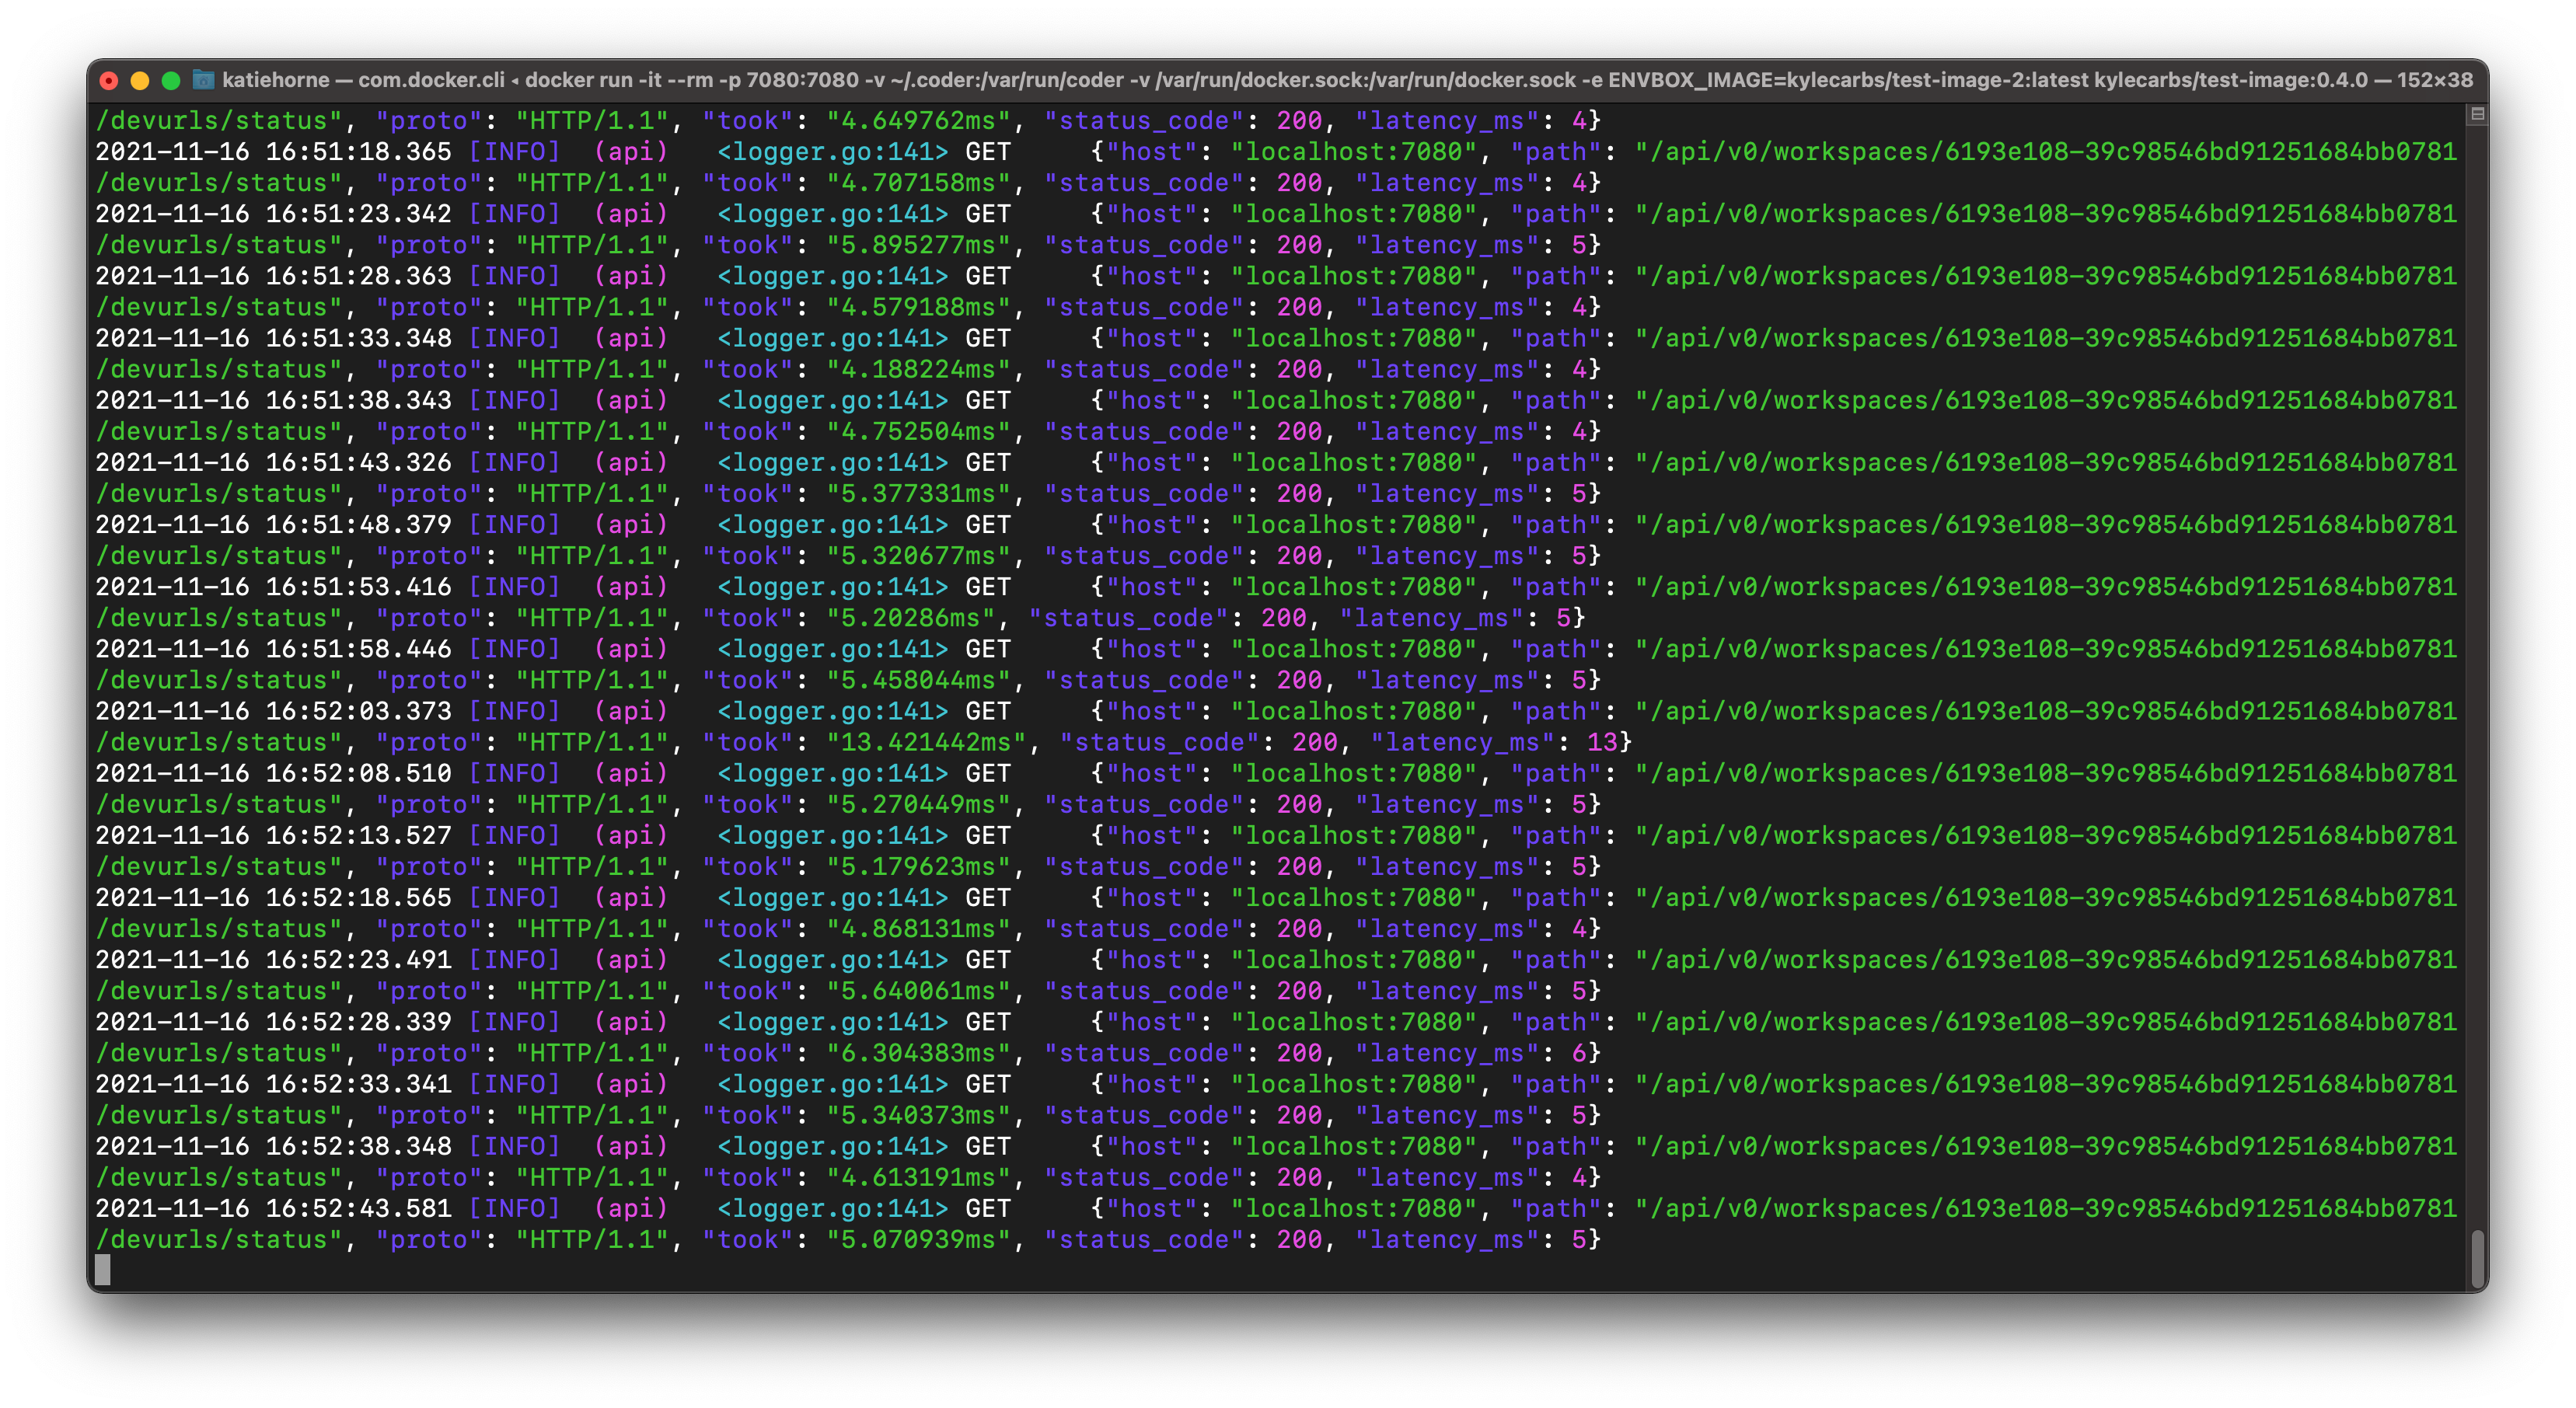 katiehorne — com.docker.cli ◂ docker run -it --rm -p 7080:7080 -v ~/.coder:/var/run/coder -v /var/run/docker.sock:/var/run/docker.sock -e ENVBOX_IMAGE=kylecarbs/test-image-2:latest kylecarbs/test-image:0.4.0 — 152×38
/devurls/status", "proto": "HTTP/1.1", "took": "4.649762ms", "status_code": 200, "latency_ms": 4}
2021-11-16 16:51:18.365 [INFO]  (api)   <logger.go:141> GET     {"host": "localhost:7080", "path": "/api/v0/workspaces/6193e108-39c98546bd91251684bb0781
/devurls/status", "proto": "HTTP/1.1", "took": "4.707158ms", "status_code": 200, "latency_ms": 4}
2021-11-16 16:51:23.342 [INFO]  (api)   <logger.go:141> GET     {"host": "localhost:7080", "path": "/api/v0/workspaces/6193e108-39c98546bd91251684bb0781
/devurls/status", "proto": "HTTP/1.1", "took": "5.895277ms", "status_code": 200, "latency_ms": 5}
2021-11-16 16:51:28.363 [INFO]  (api)   <logger.go:141> GET     {"host": "localhost:7080", "path": "/api/v0/workspaces/6193e108-39c98546bd91251684bb0781
/devurls/status", "proto": "HTTP/1.1", "took": "4.579188ms", "status_code": 200, "latency_ms": 4}
2021-11-16 16:51:33.348 [INFO]  (api)   <logger.go:141> GET     {"host": "localhost:7080", "path": "/api/v0/workspaces/6193e108-39c98546bd91251684bb0781
/devurls/status", "proto": "HTTP/1.1", "took": "4.188224ms", "status_code": 200, "latency_ms": 4}
2021-11-16 16:51:38.343 [INFO]  (api)   <logger.go:141> GET     {"host": "localhost:7080", "path": "/api/v0/workspaces/6193e108-39c98546bd91251684bb0781
/devurls/status", "proto": "HTTP/1.1", "took": "4.752504ms", "status_code": 200, "latency_ms": 4}
2021-11-16 16:51:43.326 [INFO]  (api)   <logger.go:141> GET     {"host": "localhost:7080", "path": "/api/v0/workspaces/6193e108-39c98546bd91251684bb0781
/devurls/status", "proto": "HTTP/1.1", "took": "5.377331ms", "status_code": 200, "latency_ms": 5}
2021-11-16 16:51:48.379 [INFO]  (api)   <logger.go:141> GET     {"host": "localhost:7080", "path": "/api/v0/workspaces/6193e108-39c98546bd91251684bb0781
/devurls/status", "proto": "HTTP/1.1", "took": "5.320677ms", "status_code": 200, "latency_ms": 5}
2021-11-16 16:51:53.416 [INFO]  (api)   <logger.go:141> GET     {"host": "localhost:7080", "path": "/api/v0/workspaces/6193e108-39c98546bd91251684bb0781
/devurls/status", "proto": "HTTP/1.1", "took": "5.20286ms", "status_code": 200, "latency_ms": 5}
2021-11-16 16:51:58.446 [INFO]  (api)   <logger.go:141> GET     {"host": "localhost:7080", "path": "/api/v0/workspaces/6193e108-39c98546bd91251684bb0781
/devurls/status", "proto": "HTTP/1.1", "took": "5.458044ms", "status_code": 200, "latency_ms": 5}
2021-11-16 16:52:03.373 [INFO]  (api)   <logger.go:141> GET     {"host": "localhost:7080", "path": "/api/v0/workspaces/6193e108-39c98546bd91251684bb0781
/devurls/status", "proto": "HTTP/1.1", "took": "13.421442ms", "status_code": 200, "latency_ms": 13}
2021-11-16 16:52:08.510 [INFO]  (api)   <logger.go:141> GET     {"host": "localhost:7080", "path": "/api/v0/workspaces/6193e108-39c98546bd91251684bb0781
/devurls/status", "proto": "HTTP/1.1", "took": "5.270449ms", "status_code": 200, "latency_ms": 5}
2021-11-16 16:52:13.527 [INFO]  (api)   <logger.go:141> GET     {"host": "localhost:7080", "path": "/api/v0/workspaces/6193e108-39c98546bd91251684bb0781
/devurls/status", "proto": "HTTP/1.1", "took": "5.179623ms", "status_code": 200, "latency_ms": 5}
2021-11-16 16:52:18.565 [INFO]  (api)   <logger.go:141> GET     {"host": "localhost:7080", "path": "/api/v0/workspaces/6193e108-39c98546bd91251684bb0781
/devurls/status", "proto": "HTTP/1.1", "took": "4.868131ms", "status_code": 200, "latency_ms": 4}
2021-11-16 16:52:23.491 [INFO]  (api)   <logger.go:141> GET     {"host": "localhost:7080", "path": "/api/v0/workspaces/6193e108-39c98546bd91251684bb0781
/devurls/status", "proto": "HTTP/1.1", "took": "5.640061ms", "status_code": 200, "latency_ms": 5}
2021-11-16 16:52:28.339 [INFO]  (api)   <logger.go:141> GET     {"host": "localhost:7080", "path": "/api/v0/workspaces/6193e108-39c98546bd91251684bb0781
/devurls/status", "proto": "HTTP/1.1", "took": "6.304383ms", "status_code": 200, "latency_ms": 6}
2021-11-16 16:52:33.341 [INFO]  (api)   <logger.go:141> GET     {"host": "localhost:7080", "path": "/api/v0/workspaces/6193e108-39c98546bd91251684bb0781
/devurls/status", "proto": "HTTP/1.1", "took": "5.340373ms", "status_code": 200, "latency_ms": 5}
2021-11-16 16:52:38.348 [INFO]  (api)   <logger.go:141> GET     {"host": "localhost:7080", "path": "/api/v0/workspaces/6193e108-39c98546bd91251684bb0781
/devurls/status", "proto": "HTTP/1.1", "took": "4.613191ms", "status_code": 200, "latency_ms": 4}
2021-11-16 16:52:43.581 [INFO]  (api)   <logger.go:141> GET     {"host": "localhost:7080", "path": "/api/v0/workspaces/6193e108-39c98546bd91251684bb0781
/devurls/status", "proto": "HTTP/1.1", "took": "5.070939ms", "status_code": 200, "latency_ms": 5}